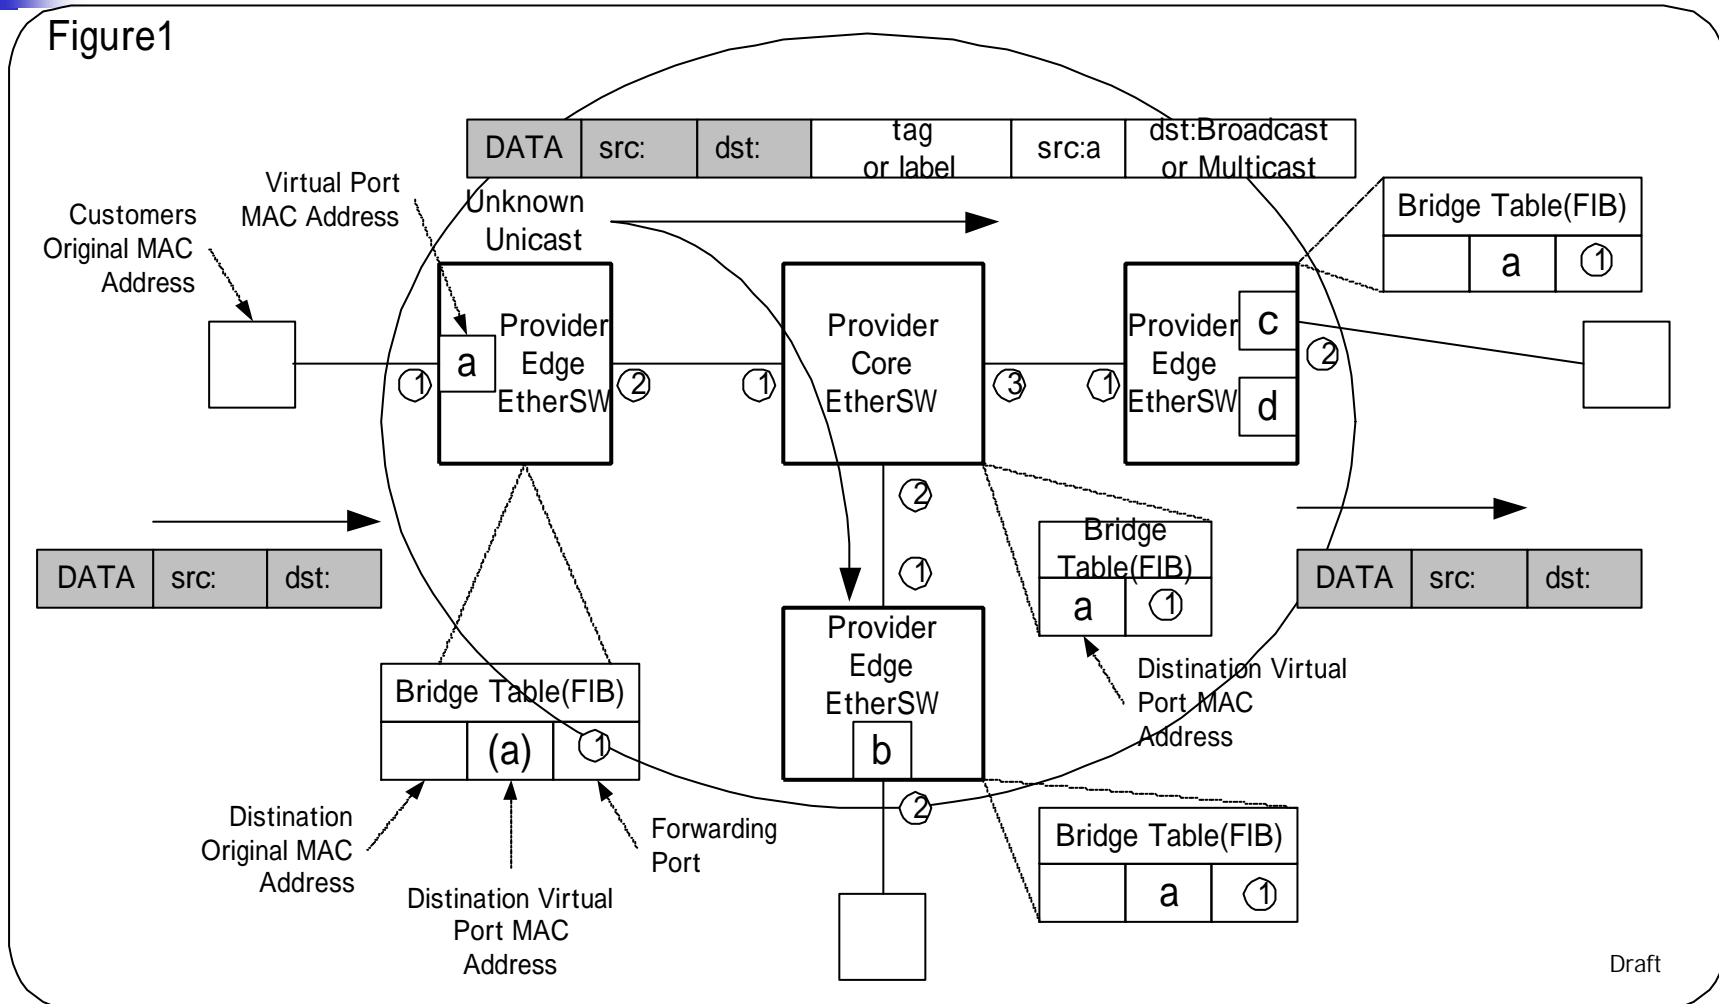 Figure1
DATA
src:
dst:
tag
or label
src:a
dst:Broadcast
or Multicast
Customers
Original MAC
Address
Virtual Port
MAC Address
Unknown
Unicast
Bridge Table(FIB)
a
1
a
Provider
Edge
EtherSW
Provider
Core
EtherSW
Provider
Edge
EtherSW
c
d
1
2
1
3
1
2
2
1
DATA
src:
dst:
Bridge
Table(FIB)
a
1
DATA
src:
dst:
Provider
Edge
EtherSW
b
2
Distination Virtual
Port MAC
Address
Bridge Table(FIB)
(a)
1
Distination
Original MAC
Address
Distination Virtual
Port MAC
Address
Forwarding
Port
Bridge Table(FIB)
a
1
Draft